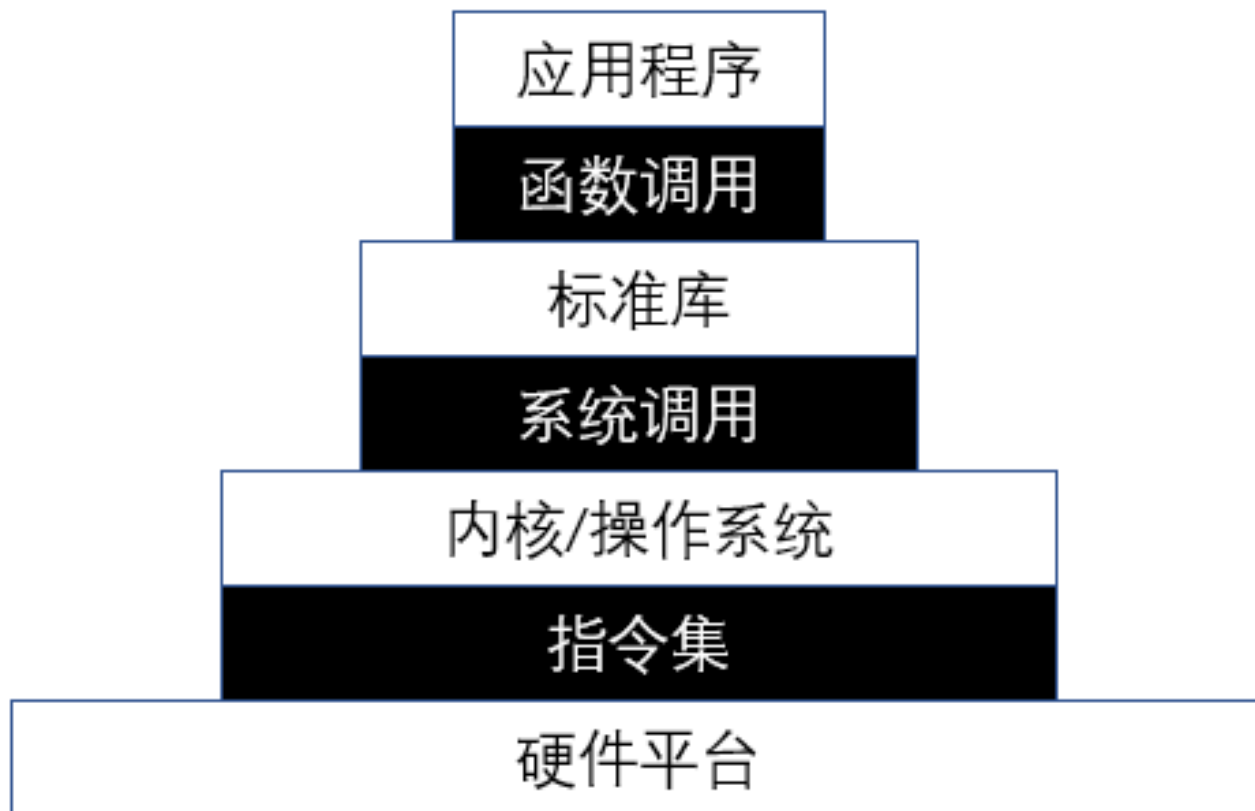 应用程序
函数调用
标准库
系统调用
内核/操作系统
指令集
硬件平台